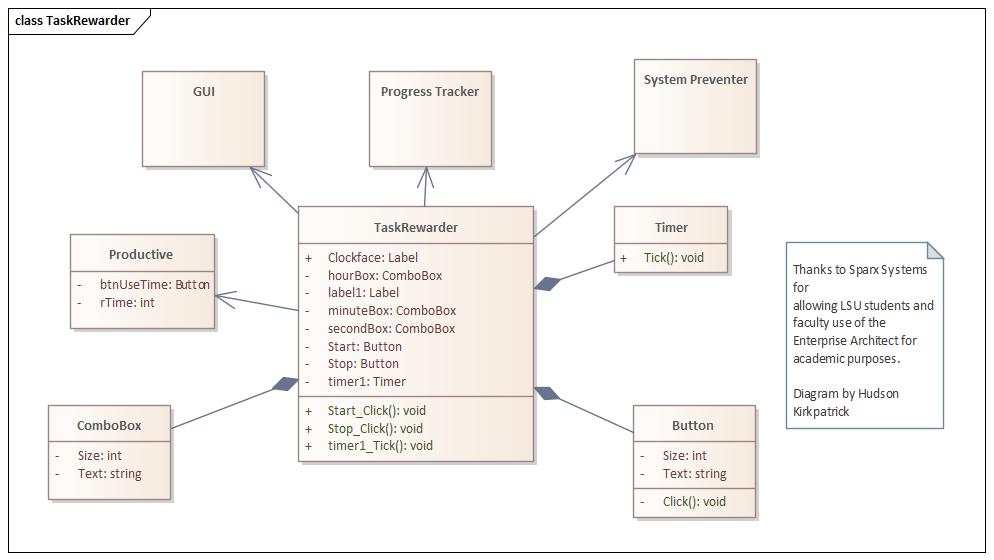 class TaskRewarder
GUI
Progress Tracker
System Preventer
Productive
- btnUseTime: Button
- rTime: int
TaskRewarder
+ Clockface: Label
- hourBox: ComboBox
- label1: Label
- minuteBox: ComboBox
- secondBox: ComboBox
- Start: Button
- Stop: Button
- timer1: Timer
+ Start_Click(): void
+ Stop_Click(): void
+ timer1_Tick(): void
Timer
+ Tick(): void
Thanks to Sparx Systems
for
allowing LSU students and
faculty use of the
Enterprise Architect for
academic purposes.
Diagram by Hudson
Kirkpatrick
ComboBox
- Size: int
- Text: string
Button
- Size: int
- Text: string
- Click(): void